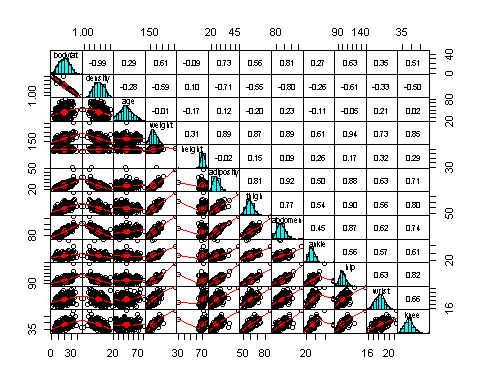 1.00 150 20 45 90 140 35
bodyfat -0.99 0.29 0.61 -0.09 0.73 0.56 0.81 0.27 0.63 0.35 0.51 0 40
1.00 density -0.28 -0.59 0.10 -0.71 -0.55 -0.80 -0.26 -0.61 -0.33 -0.50
age -0.01 -0.17 0.12 -0.20 0.23 -0.11 -0.05 0.21 0.02 20 80
150 weight 0.31 0.89 0.87 0.89 0.61 0.94 0.73 0.85
height -0.02 0.15 0.09 0.26 0.17 0.32 0.29 30
20 50 adiposity 0.81 0.92 0.50 0.88 0.63 0.71
thigh 0.77 0.54 0.90 0.56 0.80 50
80 abdomen 0.45 0.87 0.62 0.74
ankle 0.56 0.57 0.61 20
90 hip 0.63 0.82
wrist 0.66 16
35 knee
0 30 20 70 30 70 50 80 20 16 20